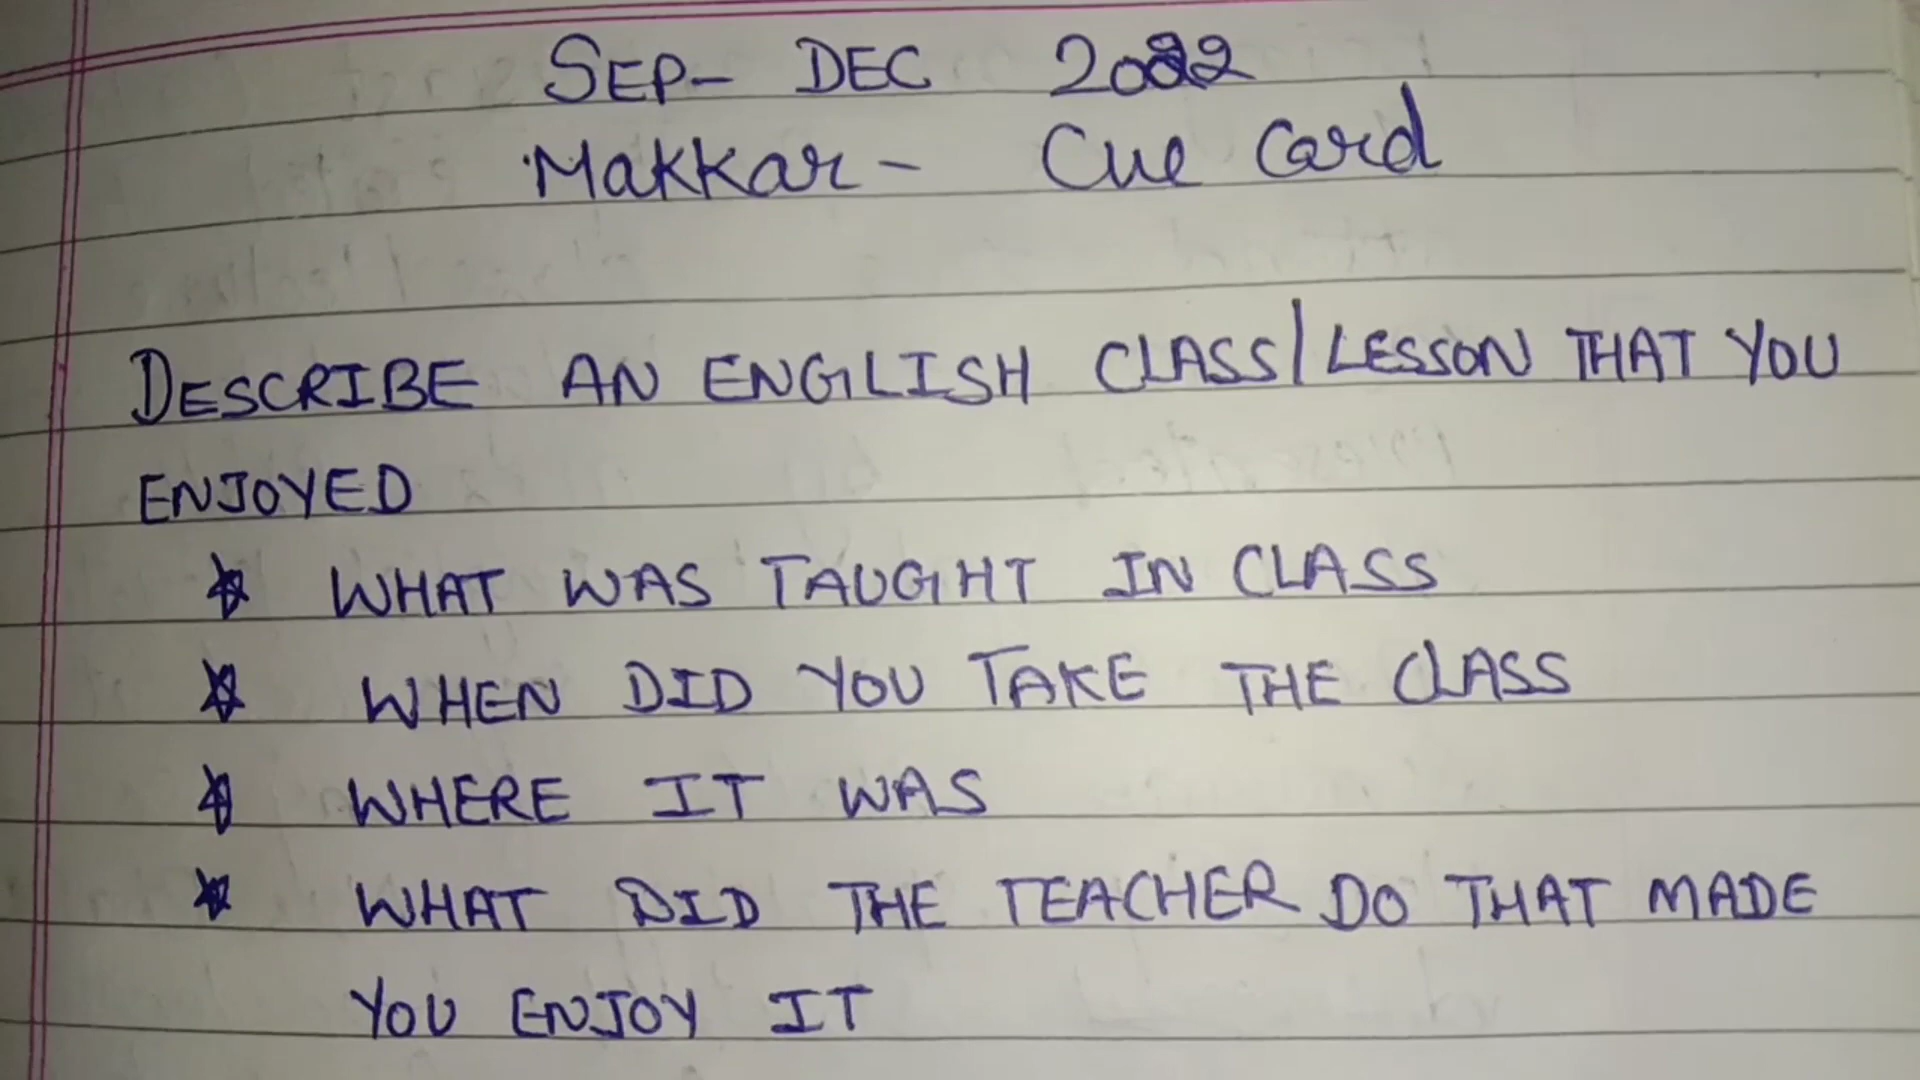 SEP- DEC 2022
Makkar - Cue Card
DESCRIBE AN ENGLISH CLASS/LESSON THAT YOU
ENJOYED
☆ WHAT WAS TAUGHT IN CLASS
☆ WHEN DID YOU TAKE THE CLASS
☆ WHERE IT WAS
☆ WHAT DID THE TEACHER DO THAT MADE
YOU ENJOY IT